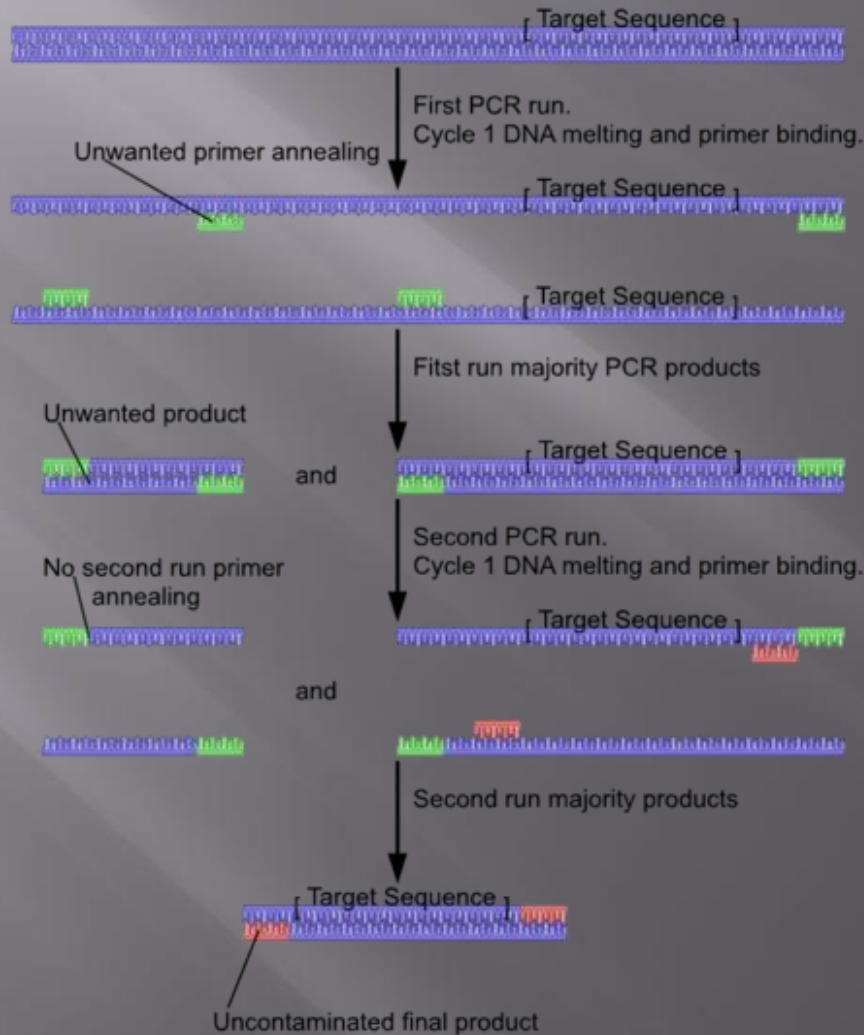 [ Target Sequence ]
First PCR run.
Cycle 1 DNA melting and primer binding.
Unwanted primer annealing
[ Target Sequence ]
[ Target Sequence ]
Fitst run majority PCR products
Unwanted product
[ Target Sequence ]
and
Second PCR run.
Cycle 1 DNA melting and primer binding.
No second run primer
annealing
[ Target Sequence ]
and
Second run majority products
[ Target Sequence ]
Uncontaminated final product